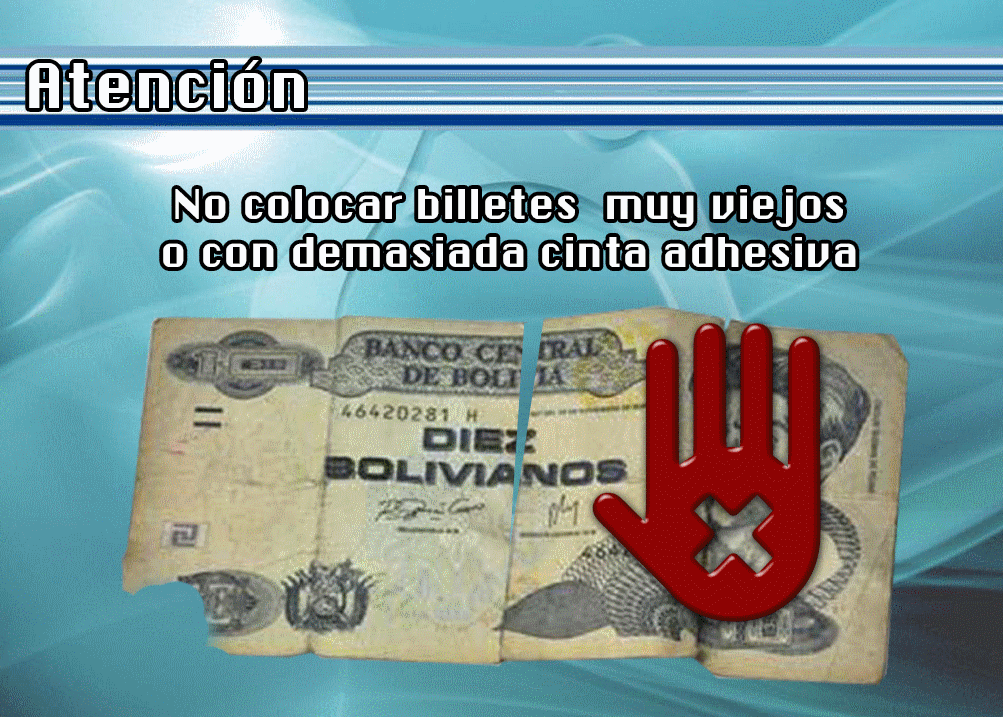 Atención
No colocar billetes muy viejos
o con demasiada cinta adhesiva
BANCO CENTRAL
DE BOLIVIA
46420281 H
DIEZ
BOLIVIANOS